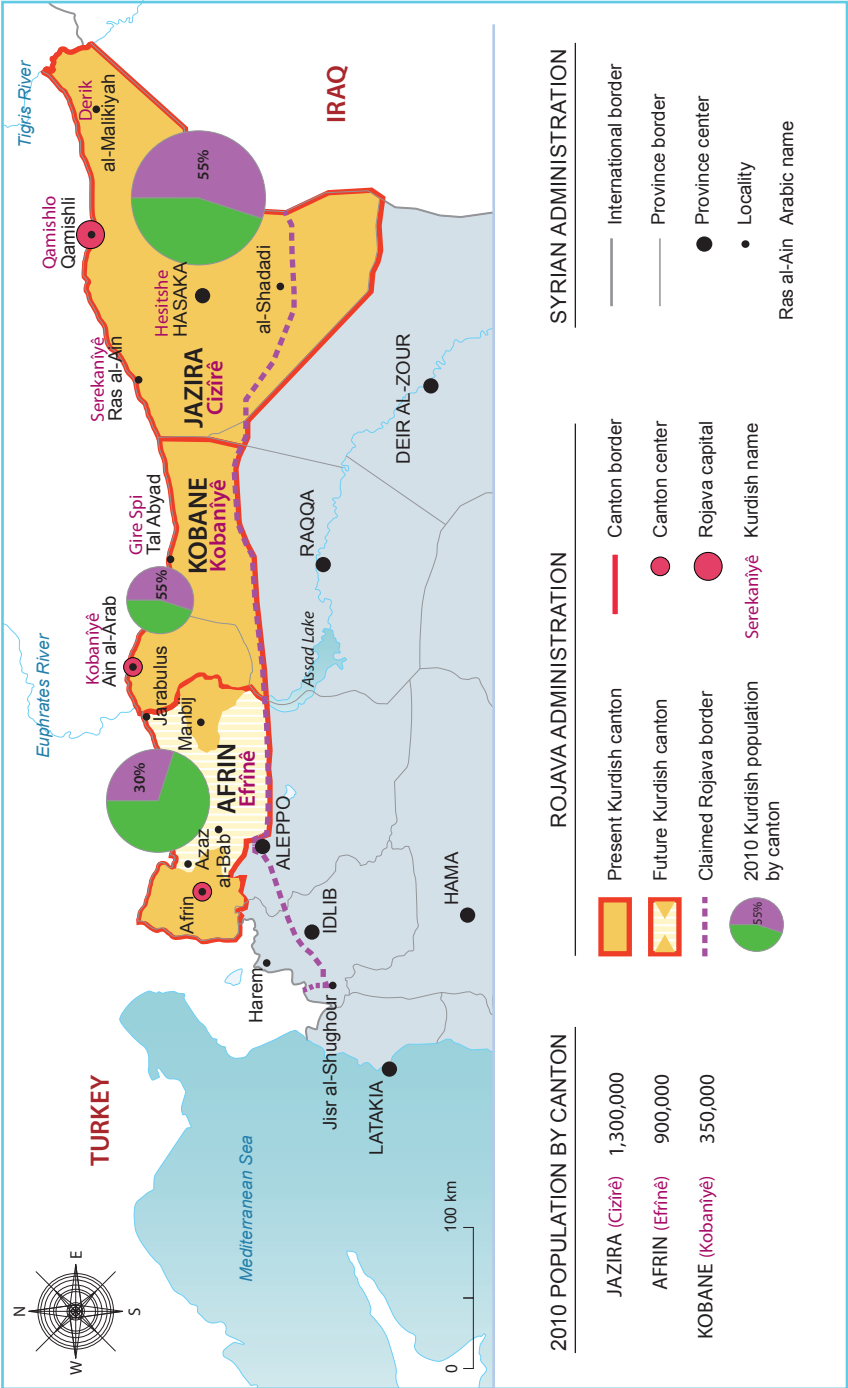 N
W
E
S
TURKEY
Euphrates River
Tigris River
IRAQ
Mediterranean Sea
Qamishlo
Qamishli
Derik
al-Malikiyah
Serekanîyê
Ras al-Ain
Gire Spi
Tal Abyad
Kobanîyê
Ain al-Arab
Jarabulus
Manbij
Hesitshe
HASAKA
al-Shadadi
JAZIRA
Cizîrê
55%
KOBANE
Kobanîyê
55%
AFRIN
Efrînê
30%
Afrin
Azaz
al-Bab
ALEPPO
Harem
IDLIB
Jisr al-Shughour
LATAKIA
HAMA
Assad Lake
RAQQA
DEIR AL-ZOUR
0
100 km
2010 POPULATION BY CANTON
JAZIRA (Cizîrê) 1,300,000
AFRIN (Efrînê) 900,000
KOBANE (Kobanîyê) 350,000
ROJAVA ADMINISTRATION
Present Kurdish canton
Future Kurdish canton
Claimed Rojava border
55%
2010 Kurdish population
by canton
Canton border
Canton center
Rojava capital
Serekanîyê Kurdish name
SYRIAN ADMINISTRATION
International border
Province border
Province center
Locality
Ras al-Ain Arabic name